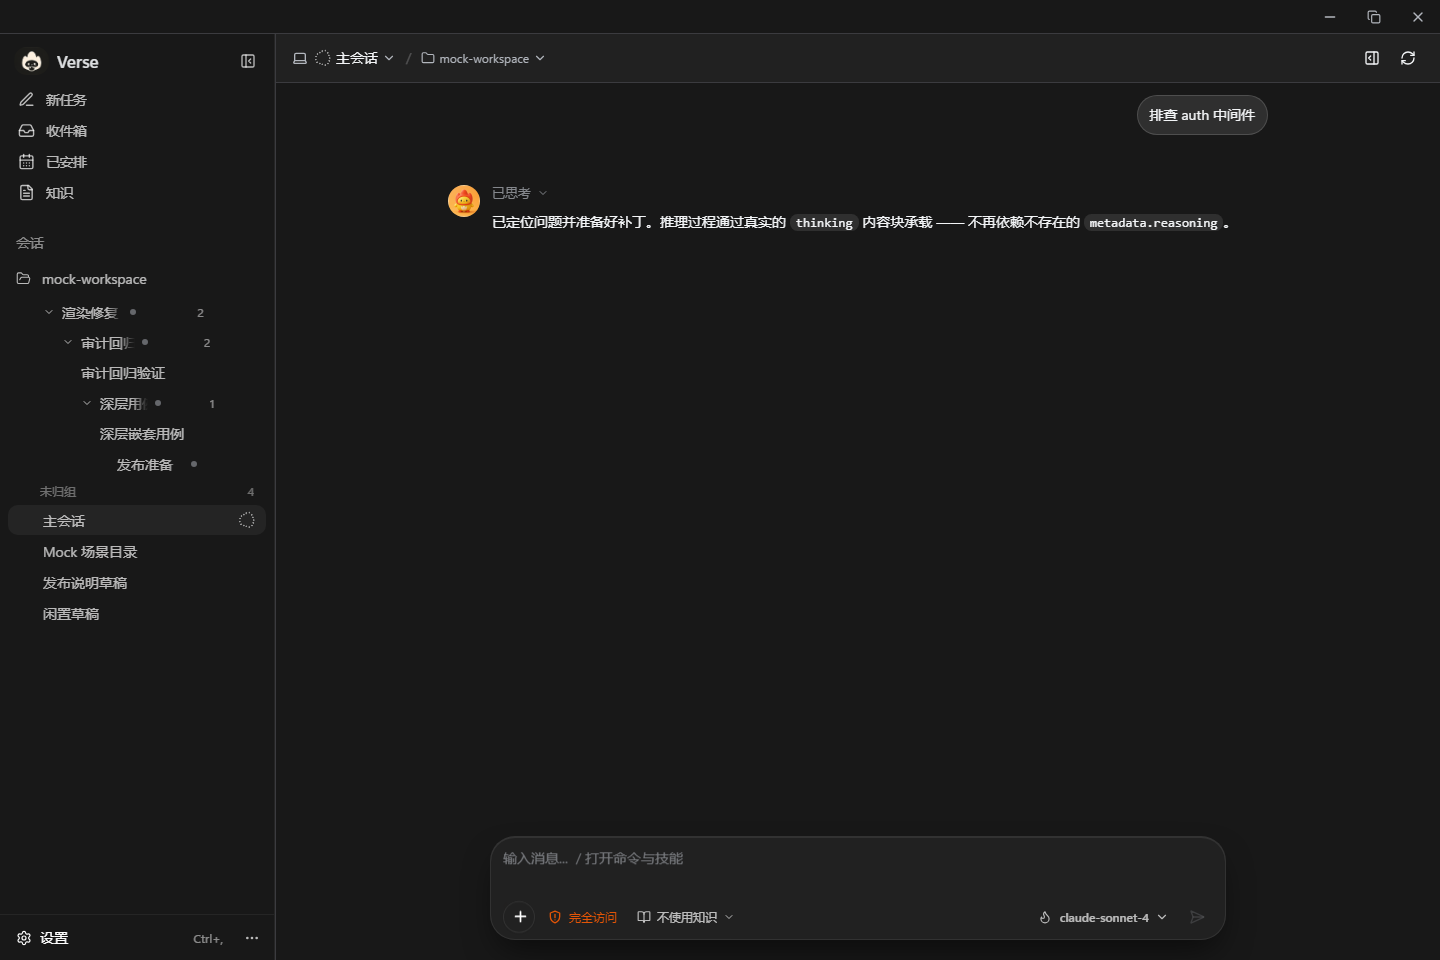 Verse
新任务
收件箱
已安排
知识
会话
mock-workspace
渲染修复 2
审计回归 2
审计回归验证
深层用 1
深层嵌套用例
发布准备
未归组 4
主会话
Mock 场景目录
发布说明草稿
闲置草稿
设置 Ctrl+,
主会话 / mock-workspace
排查 auth 中间件
已思考
已定位问题并准备好补丁。推理过程通过真实的 thinking 内容块承载 —— 不再依赖不存在的 metadata.reasoning。
输入消息... / 打开命令与技能
完全访问 不使用知识 claude-sonnet-4